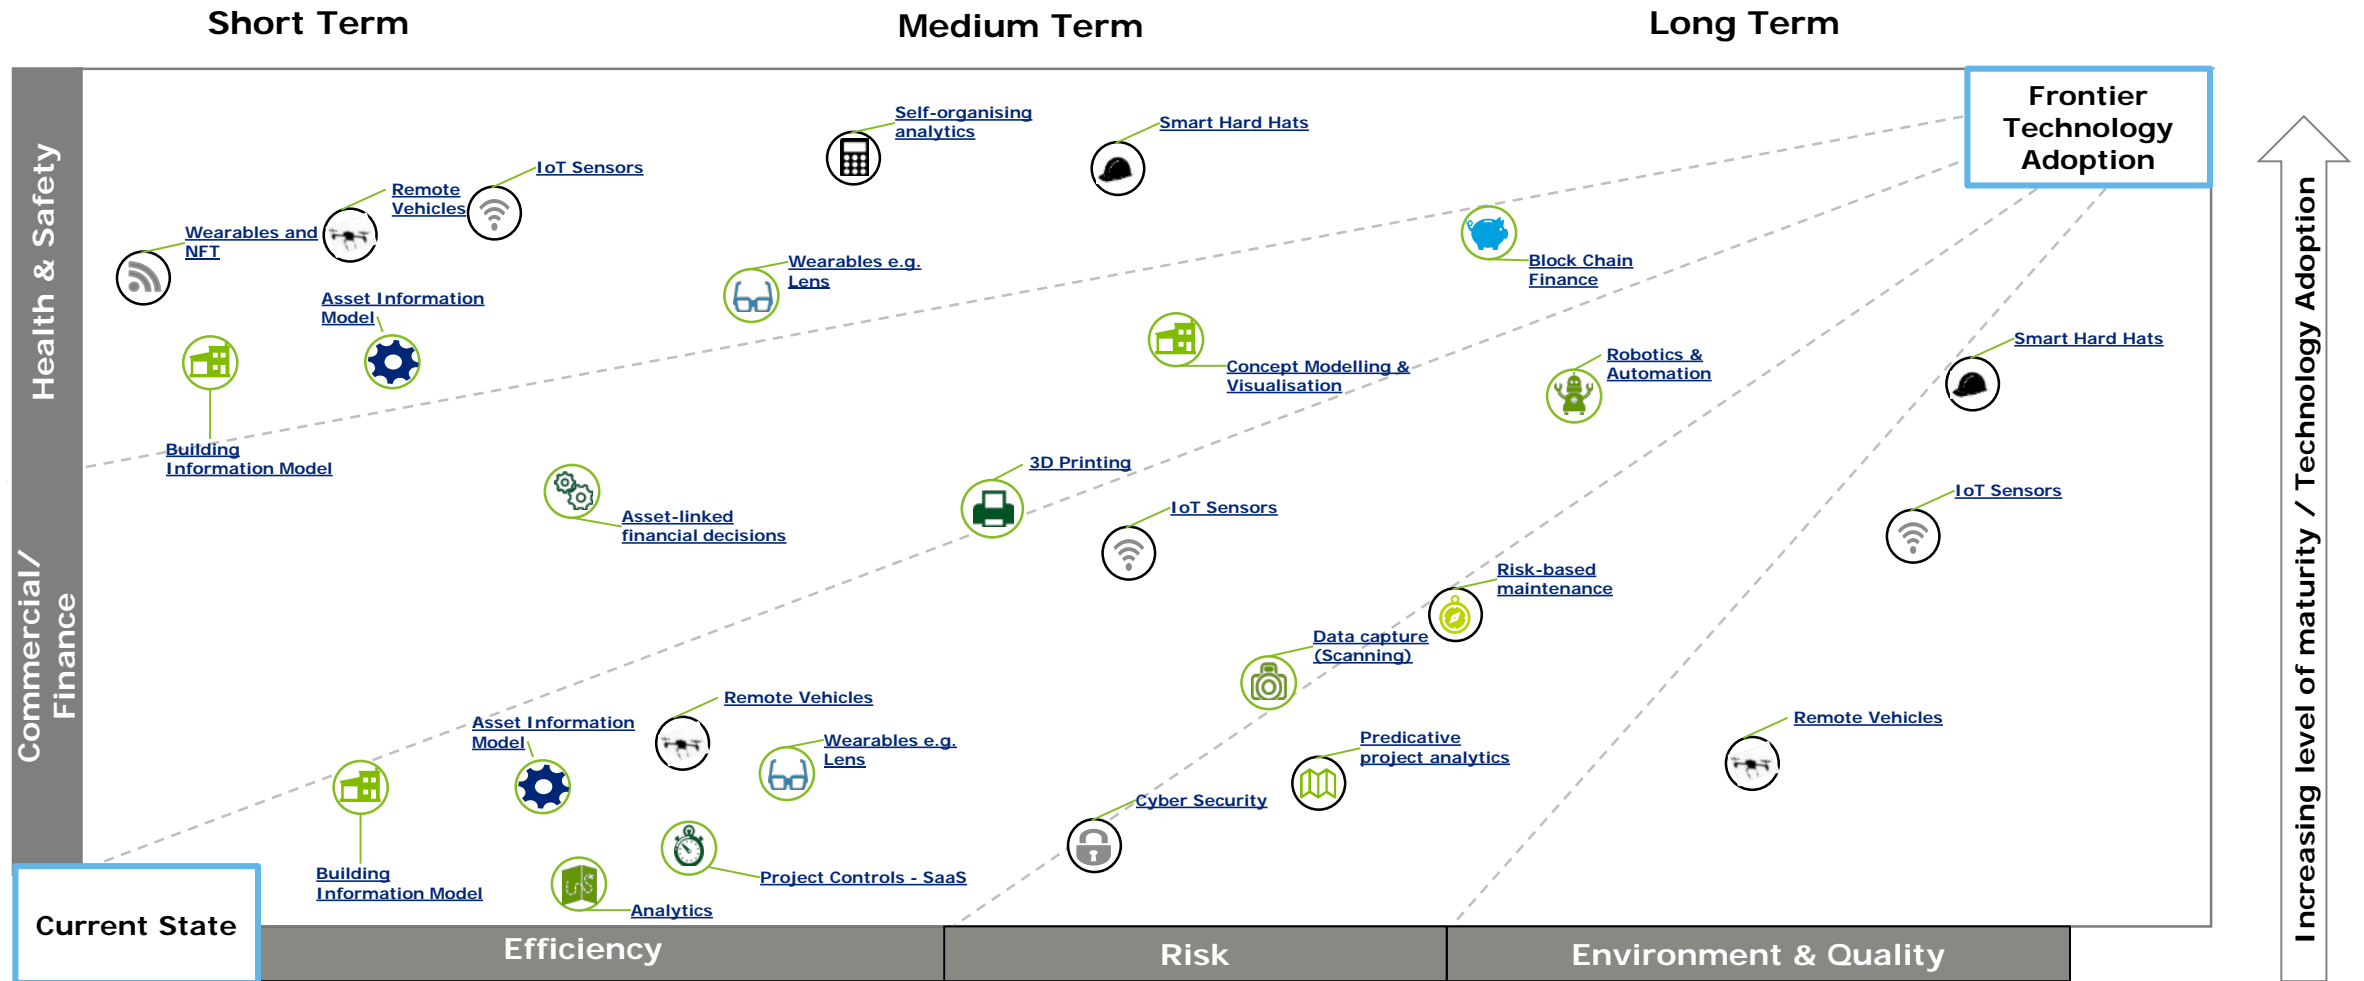 Short Term
Medium Term
Long Term
Frontier
Technology
Adoption
Health & Safety
Commercial/
Finance
Self-organising
analytics
Smart Hard Hats
IoT Sensors
Remote
Vehicles
Wearables and
NFT
Wearables e.g.
Lens
Block Chain
Finance
Asset Information
Model
Building
Information Model
Concept Modelling &
Visualisation
Robotics &
Automation
Smart Hard Hats
3D Printing
Asset-linked
financial decisions
IoT Sensors
IoT Sensors
Risk-based
maintenance
Data capture
(Scanning)
Remote Vehicles
Asset Information
Model
Wearables e.g.
Lens
Predicative
project analytics
Remote Vehicles
Cyber Security
Building
Information Model
Project Controls - SaaS
Analytics
Current State
Efficiency
Risk
Environment & Quality
Increasing level of maturity / Technology Adoption